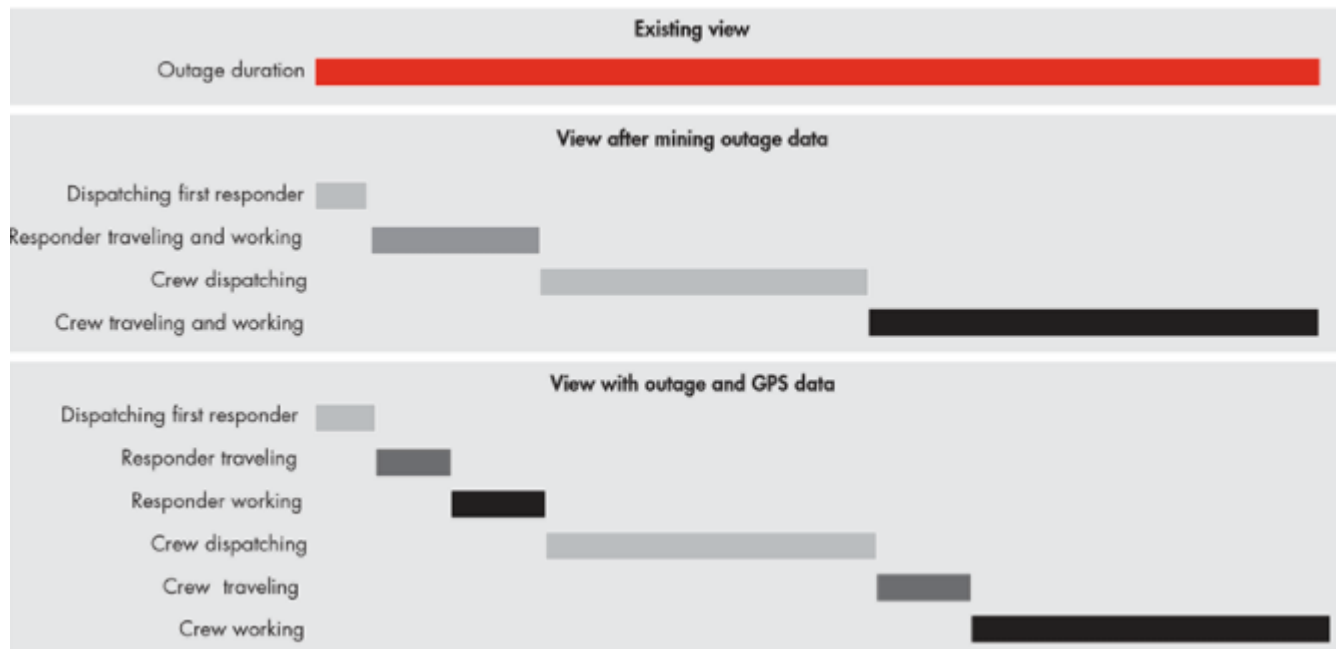 Existing view
Outage duration
View after mining outage data
Dispatching first responder
Responder traveling and working
Crew dispatching
Crew traveling and working
View with outage and GPS data
Dispatching first responder
Responder traveling
Responder working
Crew dispatching
Crew traveling
Crew working